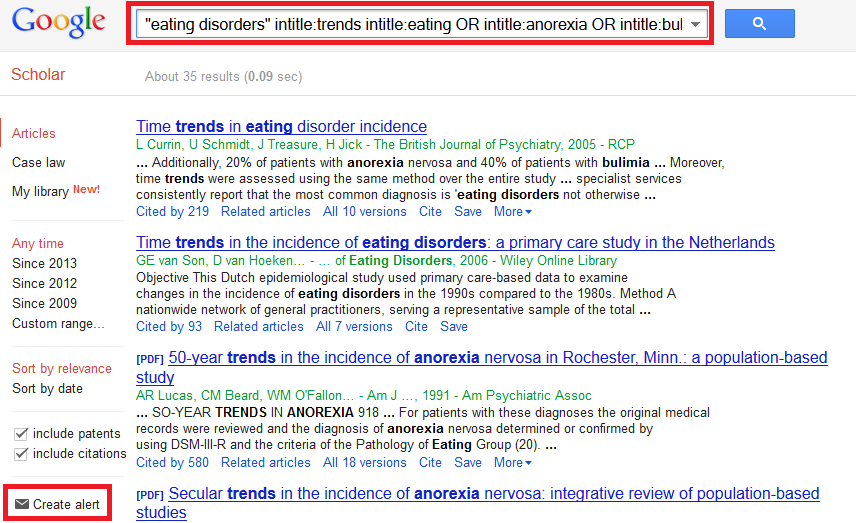 Google
"eating disorders" intitle:trends intitle:eating OR intitle:anorexia OR intitle:bul
Scholar
About 35 results (0.09 sec)
Articles
Case law
My library New!
Any time
Since 2013
Since 2012
Since 2009
Custom range...
Sort by relevance
Sort by date
include patents
include citations
Create alert
Time trends in eating disorder incidence
L Currin, U Schmidt, J Treasure, H Jick - The British Journal of Psychiatry, 2005 - RCP
... Additionally, 20% of patients with anorexia nervosa and 40% of patients with bulimia ... Moreover,
time trends were assessed using the same method over the entire study ... specialist services
consistently report that the most common diagnosis is 'eating disorders not otherwise ...
Cited by 219 Related articles All 10 versions Cite Save More
Time trends in the incidence of eating disorders: a primary care study in the Netherlands
GE van Son, D van Hoeken... - ... of Eating Disorders, 2006 - Wiley Online Library
Objective This Dutch epidemiological study used primary care-based data to examine
changes in the incidence of eating disorders in the 1990s compared to the 1980s. Method A
nationwide network of general practitioners, serving a representative sample of the total ...
Cited by 93 Related articles All 7 versions Cite Save
[PDF] 50-year trends in the incidence of anorexia nervosa in Rochester, Minn.: a population-based
study
AR Lucas, CM Beard, WM O'Fallon... - Am J ..., 1991 - Am Psychiatric Assoc
... SO-YEAR TRENDS IN ANOREXIA 918 ... For patients with these diagnoses the original medical
records were reviewed and the diagnosis of anorexia nervosa determined or confirmed by
using DSM-III-R and the criteria of the Pathology of Eating Group (20). ...
Cited by 580 Related articles All 18 versions Cite Save More
[PDF] Secular trends in the incidence of anorexia nervosa: integrative review of population-based
studies